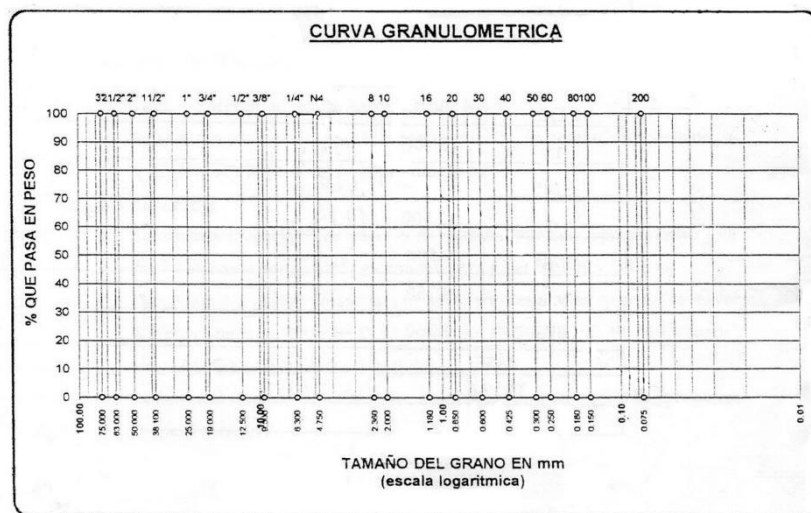 CURVA GRANULOMETRICA
32 1/2" 2" 1 1/2" 1" 3/4" 1/2" 3/8" 1/4" N4 8 10 16 20 30 40 50 60 80 100 200
% QUE PASA EN PESO
100
90
80
70
60
50
40
30
20
10
0
100.00 75.000 63.000 50.000 38.100 25.000 19.000 12.500 10.00 6.300 4.750 2.360 2.000 1.180 1.00 0.850 0.600 0.425 0.300 0.250 0.180 0.150 0.10 0.075 0.01
TAMAÑO DEL GRANO EN mm
(escala logaritmica)